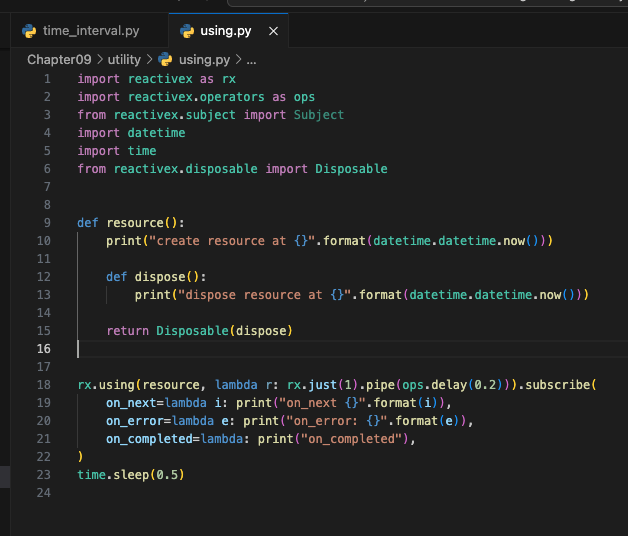 time_interval.py
using.py
Chapter09 > utility > using.py > ...
1 import reactivex as rx
2 import reactivex.operators as ops
3 from reactivex.subject import Subject
4 import datetime
5 import time
6 from reactivex.disposable import Disposable
7
8
9 def resource():
10     print("create resource at {}".format(datetime.datetime.now()))
11
12     def dispose():
13         print("dispose resource at {}".format(datetime.datetime.now()))
14
15     return Disposable(dispose)
16
17
18 rx.using(resource, lambda r: rx.just(1).pipe(ops.delay(0.2))).subscribe(
19     on_next=lambda i: print("on_next {}".format(i)),
20     on_error=lambda e: print("on_error: {}".format(e)),
21     on_completed=lambda: print("on_completed"),
22 )
23 time.sleep(0.5)
24